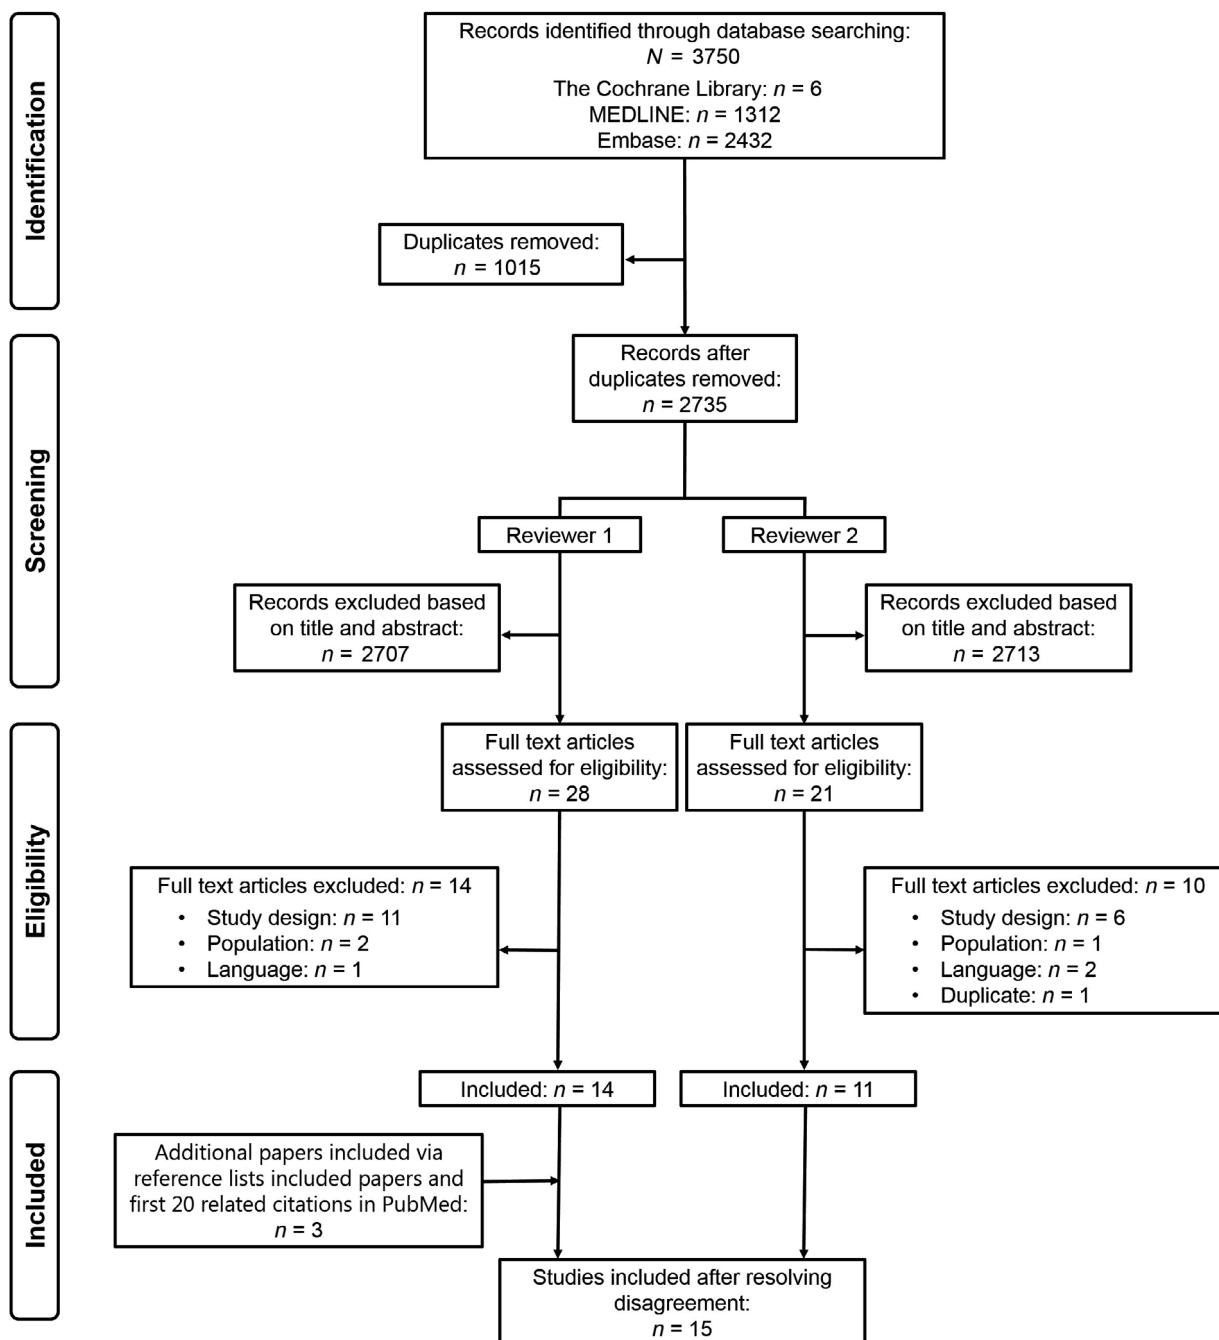 Identification
Records identified through database searching:
N = 3750
The Cochrane Library: n = 6
MEDLINE: n = 1312
Embase: n = 2432
Duplicates removed:
n = 1015
Screening
Records after
duplicates removed:
n = 2735
Reviewer 1
Reviewer 2
Records excluded based
on title and abstract:
n = 2707
Records excluded based
on title and abstract:
n = 2713
Eligibility
Full text articles
assessed for eligibility:
n = 28
Full text articles
assessed for eligibility:
n = 21
Full text articles excluded: n = 14
• Study design: n = 11
• Population: n = 2
• Language: n = 1
Full text articles excluded: n = 10
• Study design: n = 6
• Population: n = 1
• Language: n = 2
• Duplicate: n = 1
Included
Included: n = 14
Included: n = 11
Additional papers included via
reference lists included papers and
first 20 related citations in PubMed:
n = 3
Studies included after resolving
disagreement:
n = 15